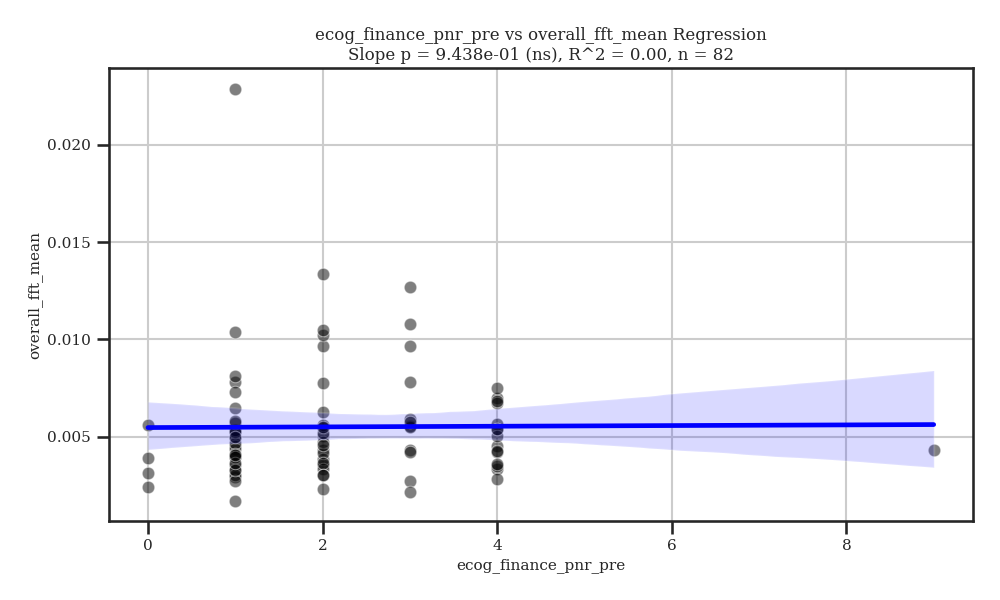 ecog_finance_pnr_pre vs overall_fft_mean Regression
Slope p = 9.438e-01 (ns), R^2 = 0.00, n = 82
0.020
0.015
0.010
0.005
overall_fft_mean
0 2 4 6 8
ecog_finance_pnr_pre